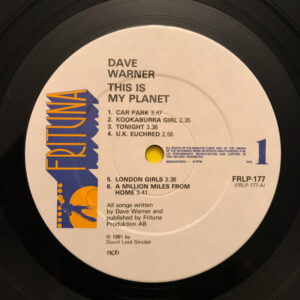 DAVE
WARNER
THIS IS
MY PLANET
1. CAR PARK 3.47
2. KOOKABURRA GIRL 2.35
3. TONIGHT 3.38
4. U.K. EUCHRED 2.55
FRITUNA
1
5. LONDON GIRLS 3.38
6. A MILLION MILES FROM
HOME 3.41
FRLP-177
(FRLP-177-A)
All songs written
by Dave Warner and
published by Frituna
Produktion AB
℗ 1981 by
David Lord Sinclair
ncb